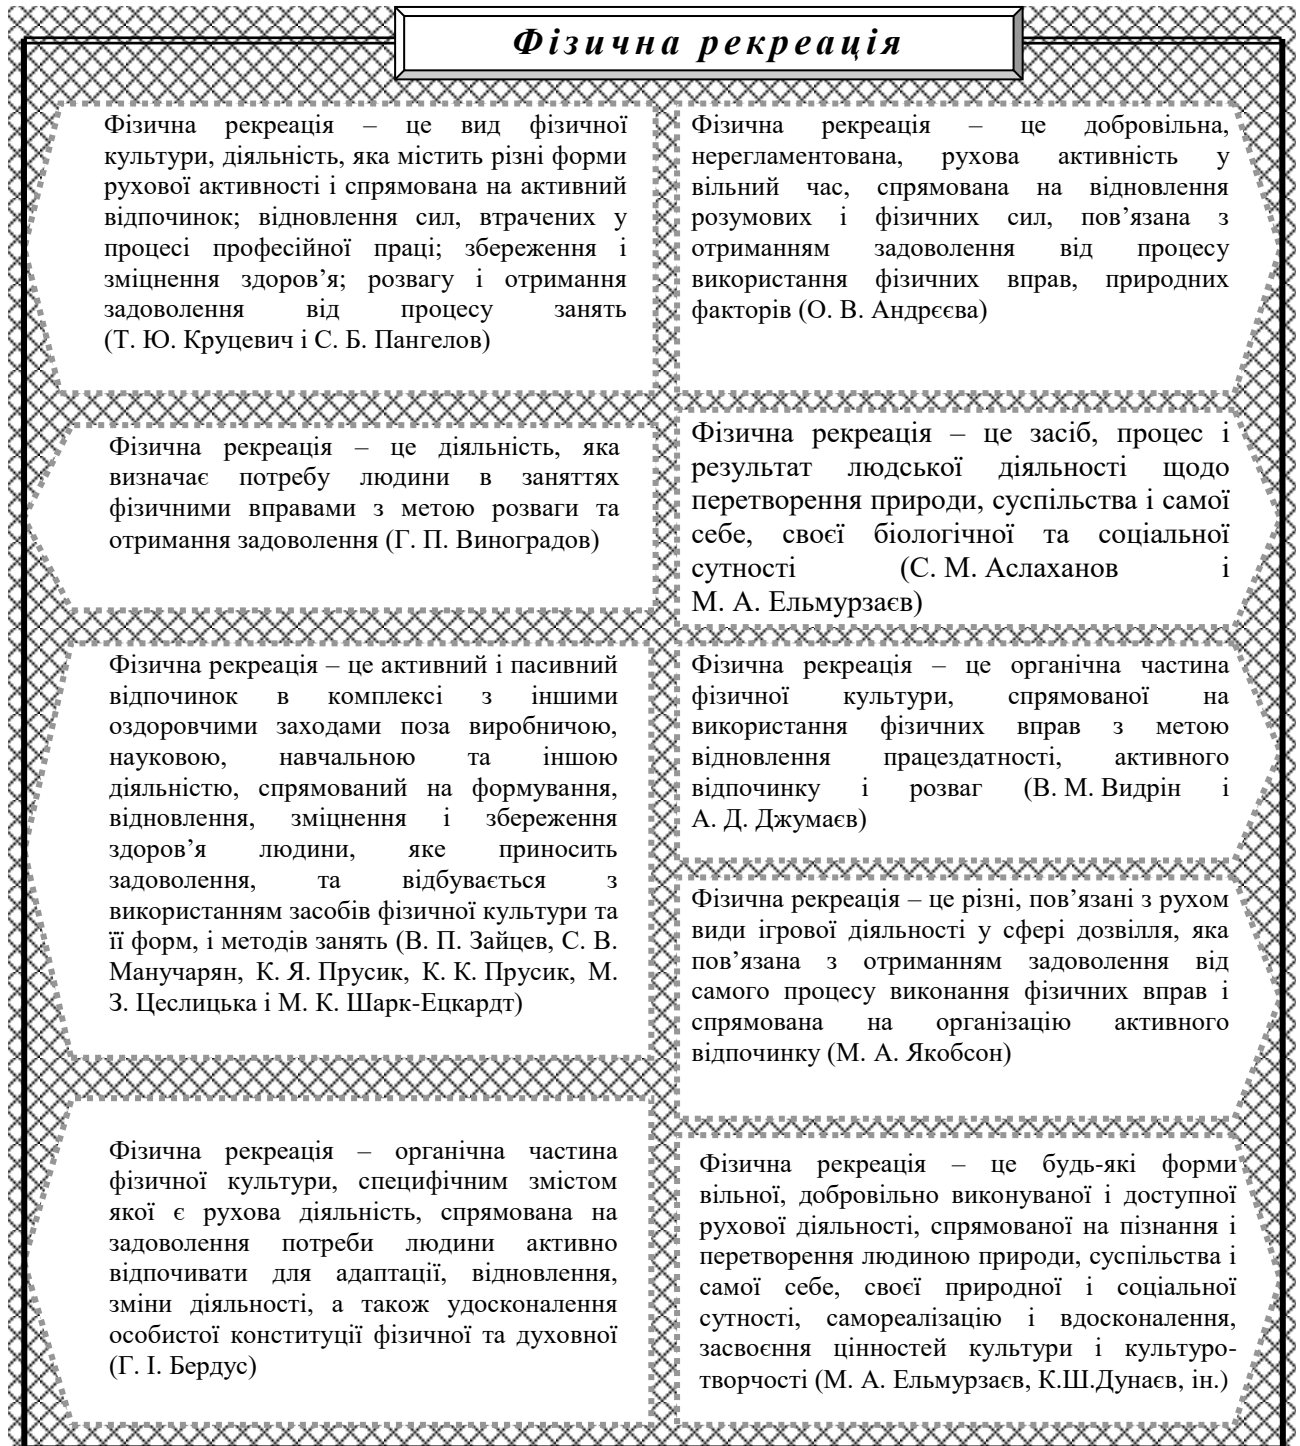 Фізична рекреація
Фізична рекреація – це вид фізичної
культури, діяльність, яка містить різні форми
рухової активності і спрямована на активний
відпочинок; відновлення сил, втрачених у
процесі професійної праці; збереження і
зміцнення здоров’я; розвагу і отримання
задоволення від процесу занять
(Т. Ю. Круцевич і С. Б. Пангелов)
Фізична рекреація – це добровільна,
нерегламентована, рухова активність у
вільний час, спрямована на відновлення
розумових і фізичних сил, пов’язана з
отриманням задоволення від процесу
використання фізичних вправ, природних
факторів (О. В. Андрєєва)
Фізична рекреація – це діяльність, яка
визначає потребу людини в заняттях
фізичними вправами з метою розваги та
отримання задоволення (Г. П. Виноградов)
Фізична рекреація – це засіб, процес і
результат людської діяльності щодо
перетворення природи, суспільства і самої
себе, своєї біологічної та соціальної
сутності (С. М. Аслаханов і
М. А. Ельмурзаєв)
Фізична рекреація – це активний і пасивний
відпочинок в комплексі з іншими
оздоровчими заходами поза виробничою,
науковою, навчальною та іншою
діяльністю, спрямований на формування,
відновлення, зміцнення і збереження
здоров’я людини, яке приносить
задоволення, та відбувається з
використанням засобів фізичної культури та
її форм, і методів занять (В. П. Зайцев, С. В.
Манучарян, К. Я. Прусик, К. К. Прусик, М.
З. Цеслицька і М. К. Шарк-Ецкардт)
Фізична рекреація – це органічна частина
фізичної культури, спрямованої на
використання фізичних вправ з метою
відновлення працездатності, активного
відпочинку і розваг (В. М. Видрін і
А. Д. Джумаєв)
Фізична рекреація – це різні, пов’язані з рухом
види ігрової діяльності у сфері дозвілля, яка
пов’язана з отриманням задоволення від
самого процесу виконання фізичних вправ і
спрямована на організацію активного
відпочинку (М. А. Якобсон)
Фізична рекреація – органічна частина
фізичної культури, специфічним змістом
якої є рухова діяльність, спрямована на
задоволення потреби людини активно
відпочивати для адаптації, відновлення,
зміни діяльності, а також удосконалення
особистої конституції фізичної та духовної
(Г. І. Бердус)
Фізична рекреація – це будь-які форми
вільної, добровільно виконуваної і доступної
рухової діяльності, спрямованої на пізнання і
перетворення людиною природи, суспільства і
самої себе, своєї природної і соціальної
сутності, самореалізацію і вдосконалення,
засвоєння цінностей культури і культуро-
творчості (М. А. Ельмурзаєв, К.Ш.Дунаєв, ін.)